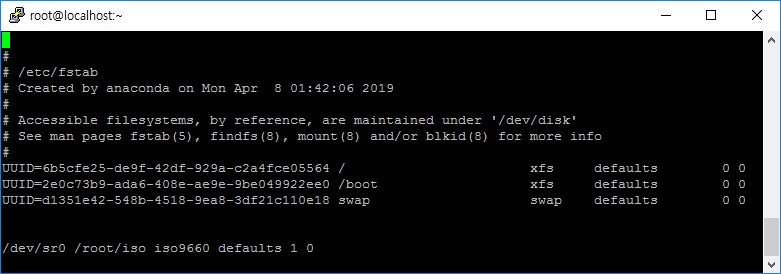 root@localhost:~
#
# /etc/fstab
# Created by anaconda on Mon Apr  8 01:42:06 2019
#
# Accessible filesystems, by reference, are maintained under '/dev/disk'
# See man pages fstab(5), findfs(8), mount(8) and/or blkid(8) for more info
#
UUID=6b5cfe25-de9f-42df-929a-c2a4fce05564 /                       xfs     defaults        0 0
UUID=2e0c73b9-ada6-408e-ae9e-9be049922ee0 /boot                   xfs     defaults        0 0
UUID=d1351e42-548b-4518-9ea8-3df21c110e18 swap                    swap    defaults        0 0
/dev/sr0 /root/iso iso9660 defaults 1 0